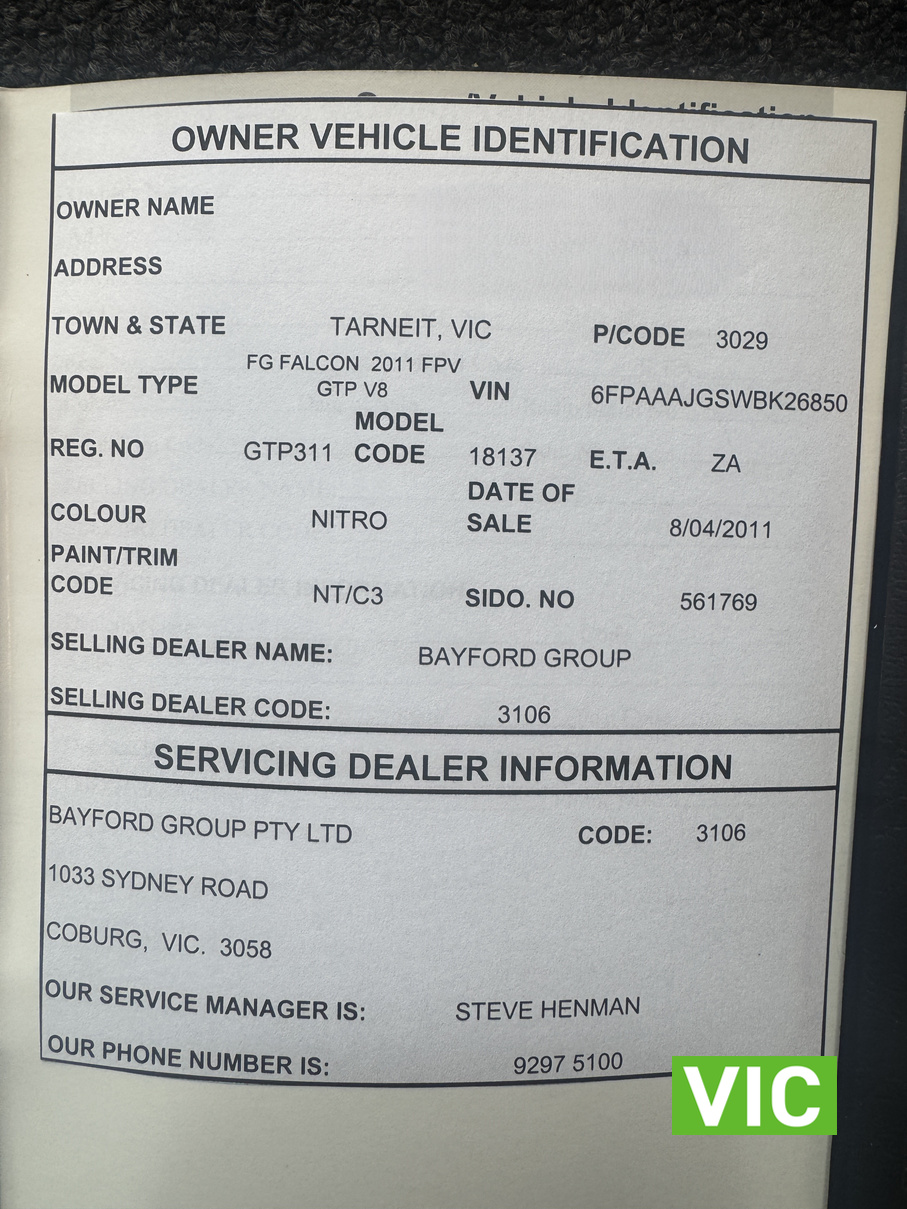 Owner/Vehicle Identification
OWNER VEHICLE IDENTIFICATION
OWNER NAME
ADDRESS
TOWN & STATE TARNEIT, VIC P/CODE 3029
FG FALCON 2011 FPV
MODEL TYPE GTP V8 VIN 6FPAAAJGSWBK26850
MODEL
REG. NO GTP311 CODE 18137 E.T.A. ZA
DATE OF
COLOUR NITRO SALE 8/04/2011
PAINT/TRIM
CODE NT/C3 SIDO. NO 561769
SELLING DEALER NAME: BAYFORD GROUP
SELLING DEALER CODE: 3106
SERVICING DEALER INFORMATION
BAYFORD GROUP PTY LTD CODE: 3106
1033 SYDNEY ROAD
COBURG, VIC. 3058
OUR SERVICE MANAGER IS: STEVE HENMAN
OUR PHONE NUMBER IS: 9297 5100
VIC